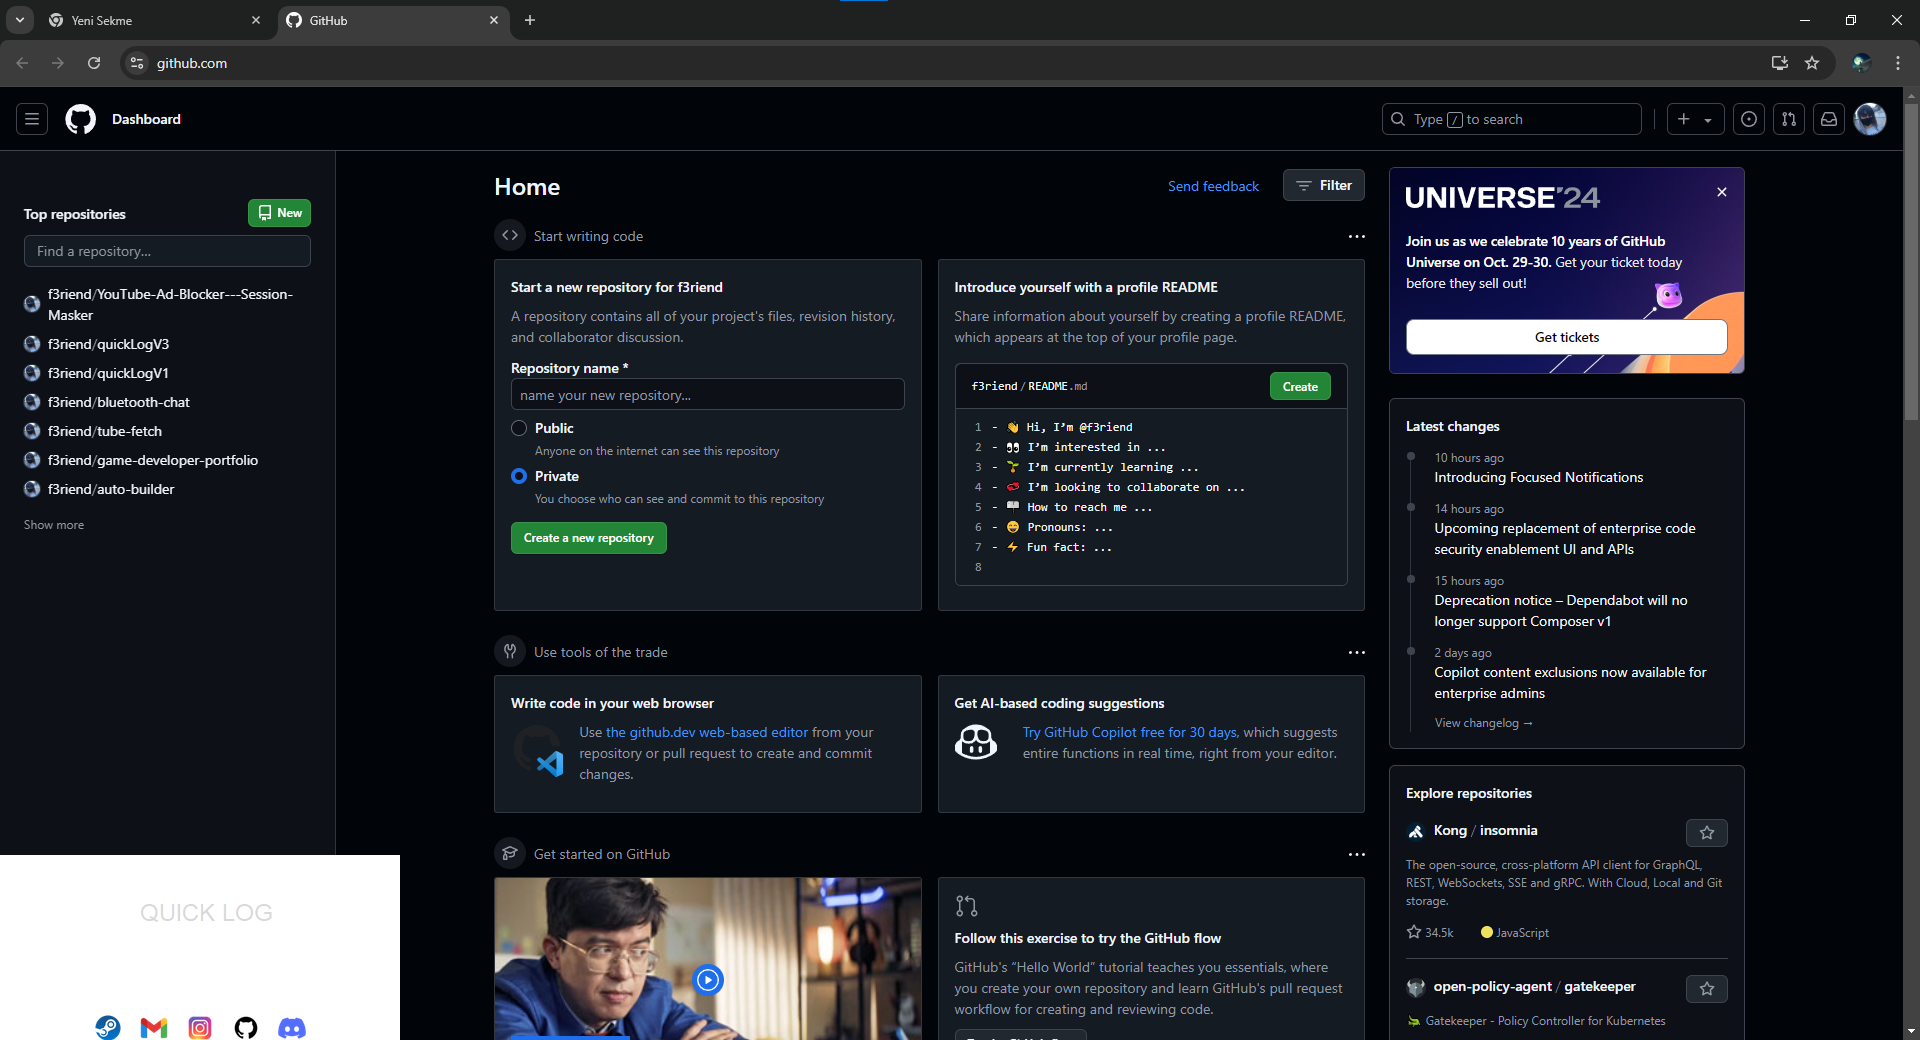 Yeni Sekme
GitHub
github.com
Dashboard
Type / to search
Top repositories
New
Find a repository...
f3riend/YouTube-Ad-Blocker---Session-
Masker
f3riend/quickLogV3
f3riend/quickLogV1
f3riend/bluetooth-chat
f3riend/tube-fetch
f3riend/game-developer-portfolio
f3riend/auto-builder
Show more
Home
Send feedback
Filter
Start writing code
Start a new repository for f3riend
A repository contains all of your project's files, revision history,
and collaborator discussion.
Repository name *
name your new repository...
Public
Anyone on the internet can see this repository
Private
You choose who can see and commit to this repository
Create a new repository
Introduce yourself with a profile README
Share information about yourself by creating a profile README,
which appears at the top of your profile page.
f3riend / README.md
Create
1 - 👋 Hi, I'm @f3riend
2 - 👀 I'm interested in ...
3 - 🌱 I'm currently learning ...
4 - 💞️ I'm looking to collaborate on ...
5 - 📫 How to reach me ...
6 - 😄 Pronouns: ...
7 - ⚡ Fun fact: ...
8
Use tools of the trade
Write code in your web browser
Use the github.dev web-based editor from your
repository or pull request to create and commit
changes.
Get AI-based coding suggestions
Try GitHub Copilot free for 30 days, which suggests
entire functions in real time, right from your editor.
Get started on GitHub
Follow this exercise to try the GitHub flow
GitHub's “Hello World” tutorial teaches you essentials, where
you create your own repository and learn GitHub's pull request
workflow for creating and reviewing code.
UNIVERSE'24
Join us as we celebrate 10 years of GitHub
Universe on Oct. 29-30. Get your ticket today
before they sell out!
Get tickets
Latest changes
10 hours ago
Introducing Focused Notifications
14 hours ago
Upcoming replacement of enterprise code
security enablement UI and APIs
15 hours ago
Deprecation notice – Dependabot will no
longer support Composer v1
2 days ago
Copilot content exclusions now available for
enterprise admins
View changelog →
Explore repositories
Kong / insomnia
The open-source, cross-platform API client for GraphQL,
REST, WebSockets, SSE and gRPC. With Cloud, Local and Git
storage.
34.5k JavaScript
open-policy-agent / gatekeeper
Gatekeeper - Policy Controller for Kubernetes
QUICK LOG